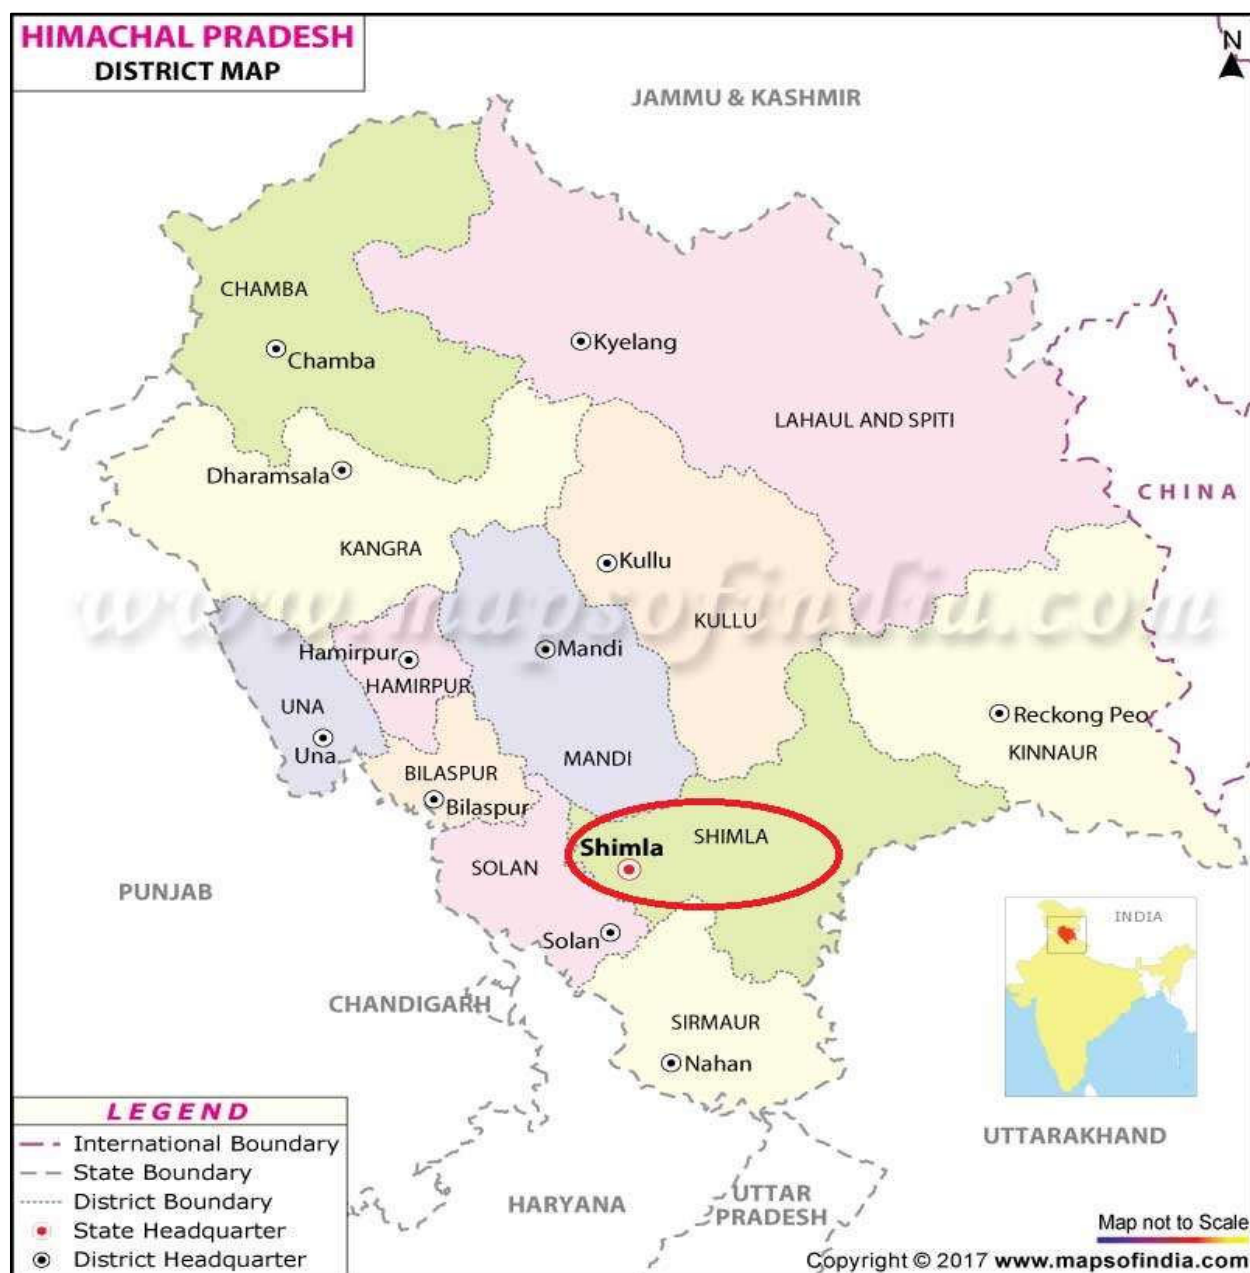 HIMACHAL PRADESH
DISTRICT MAP
N
JAMMU & KASHMIR
CHAMBA
Chamba
Kyelang
LAHAUL AND SPITI
Dharamsala
CHINA
KANGRA
Kullu
www.mapsofindia.com
KULLU
Hamirpur
Mandi
HAMIRPUR
UNA
Una
Reckong Peo
KINNAUR
MANDI
BILASPUR
Bilaspur
SHIMLA
Shimla
SOLAN
PUNJAB
Solan
INDIA
CHANDIGARH
SIRMAUR
Nahan
LEGEND
International Boundary
State Boundary
District Boundary
State Headquarter
District Headquarter
UTTARAKHAND
HARYANA
UTTAR
PRADESH
Map not to Scale
Copyright © 2017 www.mapsofindia.com